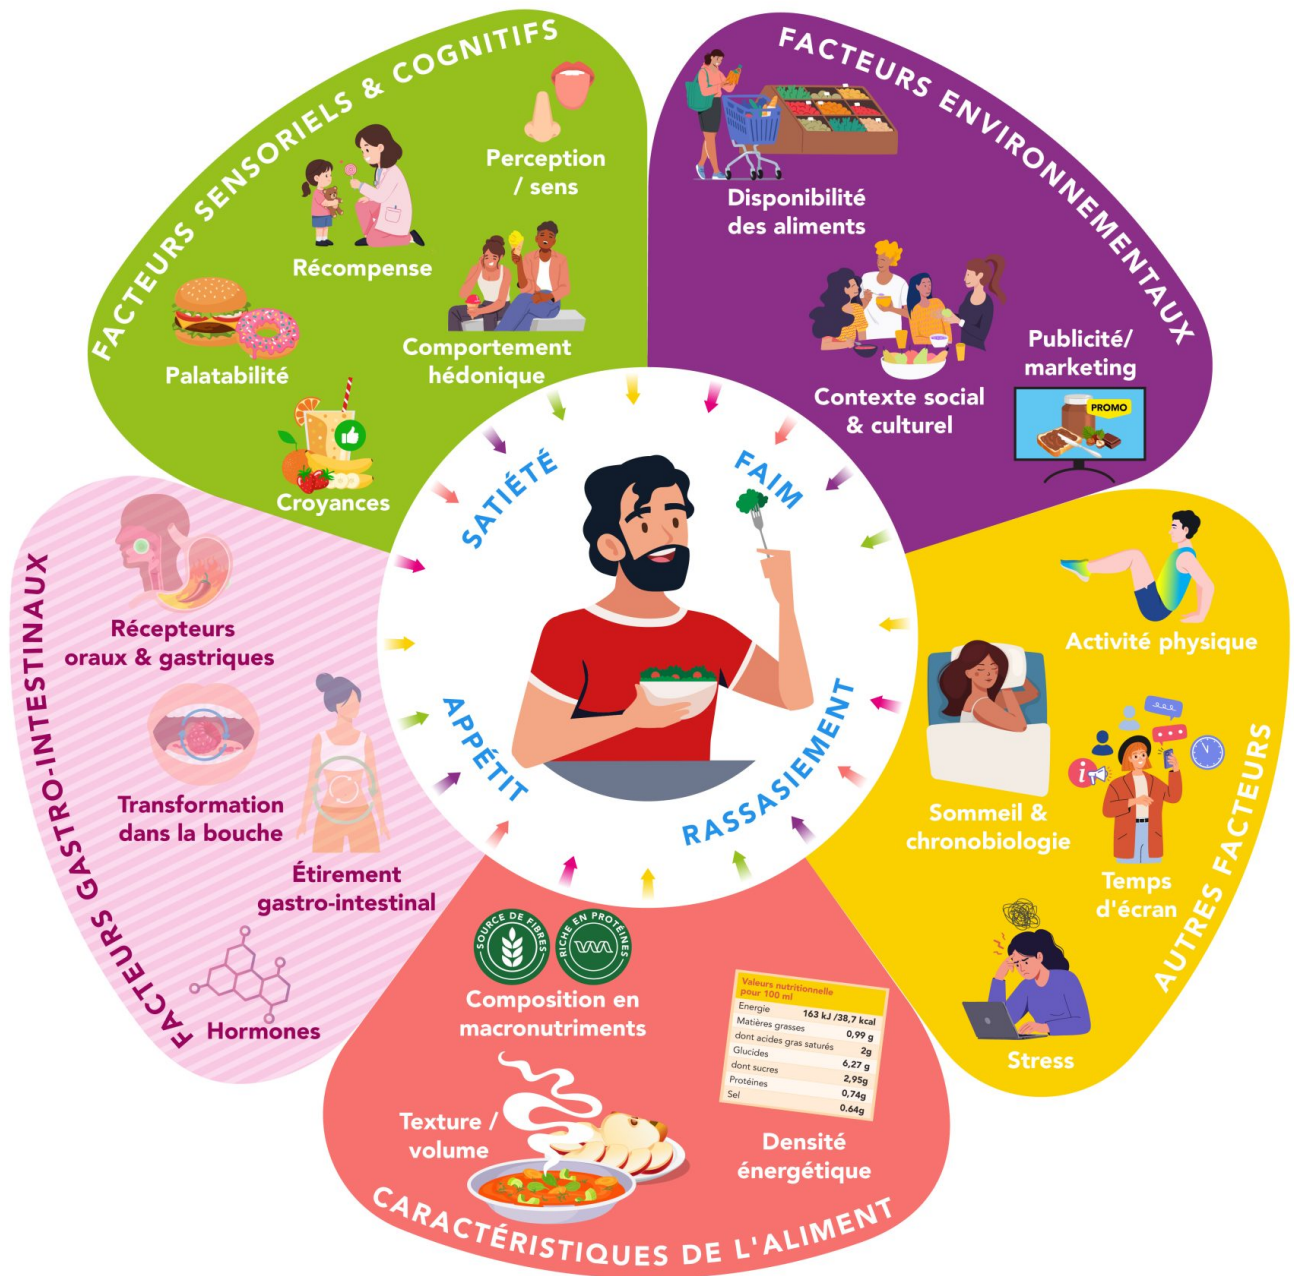 FACTEURS SENSORIELS & COGNITIFS
Perception
/ sens
Récompense
Comportement
hédonique
Palatabilité
Croyances
FACTEURS ENVIRONNEMENTAUX
Disponibilité
des aliments
Contexte social
& culturel
Publicité/
marketing
PROMO
SATIÉTÉ
FAIM
APPÉTIT
RASSASIEMENT
FACTEURS GASTRO-INTESTINAUX
Récepteurs
oraux & gastriques
Transformation
dans la bouche
Étirement
gastro-intestinal
Hormones
AUTRES FACTEURS
Activité physique
Sommeil &
chronobiologie
Temps
d'écran
Stress
SOURCE DE FIBRES
RICHE EN PROTÉINES
Composition en
macronutriments
Valeurs nutritionnelle
pour 100 ml
Energie 163 kJ /38,7 kcal
Matières grasses 0,99 g
dont acides gras saturés 2g
Glucides 6,27 g
dont sucres 2,95g
Protéines 0,74g
Sel 0.64g
Texture /
volume
Densité
énergétique
CARACTÉRISTIQUES DE L'ALIMENT